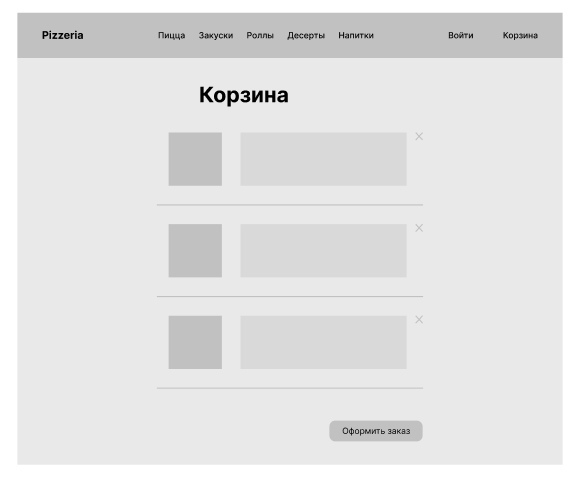 Pizzeria Пицца Закуски Роллы Десерты Напитки Войти Корзина
Корзина
Оформить заказ